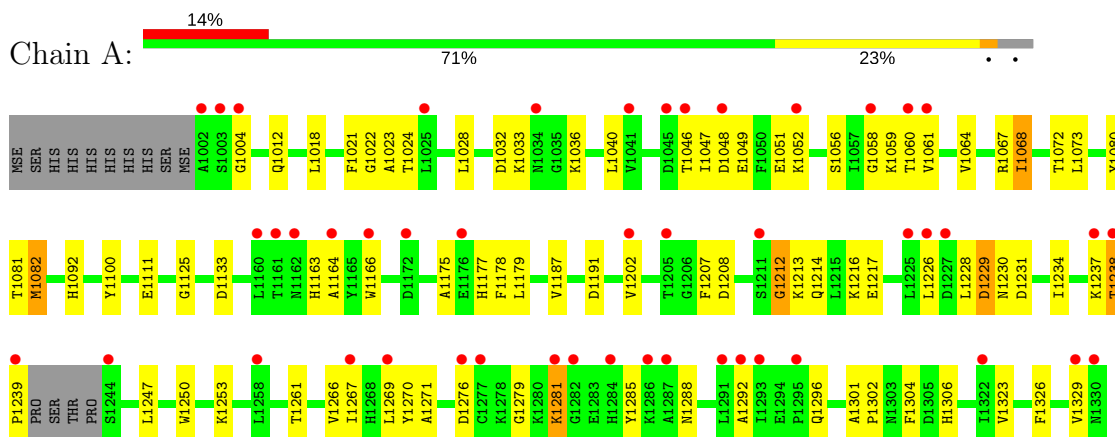 14%
Chain A:
71% 23% • •
MSE SER HIS HIS HIS HIS HIS HIS SER MSE A1002 S1003 G1004 Q1012 L1018 F1021 G1022 A1023 T1024 L1025 L1028 D1032 K1033 N1034 G1035 K1036 L1040 V1041 D1045 T1046 I1047 D1048 E1049 F1050 E1051 K1052 S1056 I1057 G1058 K1059 T1060 V1061 V1064 R1067 I1068 T1072 L1073
T1081 M1082 H1092 Y1100 E1111 G1125 D1133 L1160 T1161 N1162 H1163 A1164 Y1165 W1166 D1172 A1175 E1176 H1177 F1178 L1179 V1187 D1191 V1202 T1205 G1206 F1207 D1208 S1211 G1212 K1213 Q1214 L1215 K1216 E1217 L1225 L1226 D1227 L1228 D1229 N1230 D1231 I1234 K1237 T1238
P1239 PRO SER THR PRO S1244 L1247 W1250 K1253 L1258 T1261 V1266 I1267 H1268 L1269 Y1270 A1271 D1276 C1277 K1278 G1279 K1280 K1281 G1282 E1283 H1284 Y1285 K1286 A1287 N1288 L1291 A1292 I1293 E1294 P1295 Q1296 A1301 P1302 N1303 F1304 D1305 H1306 I1322 V1323 F1326 V1329 N1330